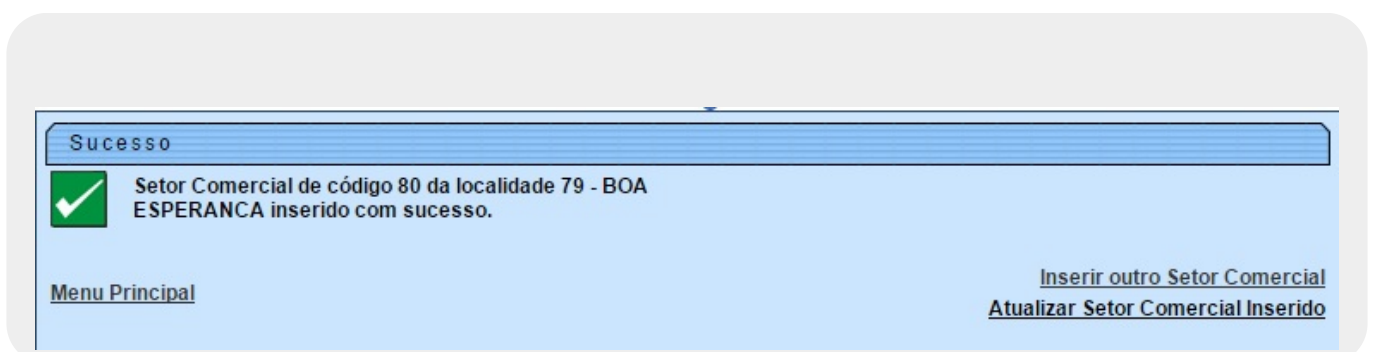 Sucesso
Setor Comercial de código 80 da localidade 79 - BOA
ESPERANCA inserido com sucesso.
Inserir outro Setor Comercial
Menu Principal
Atualizar Setor Comercial Inserido